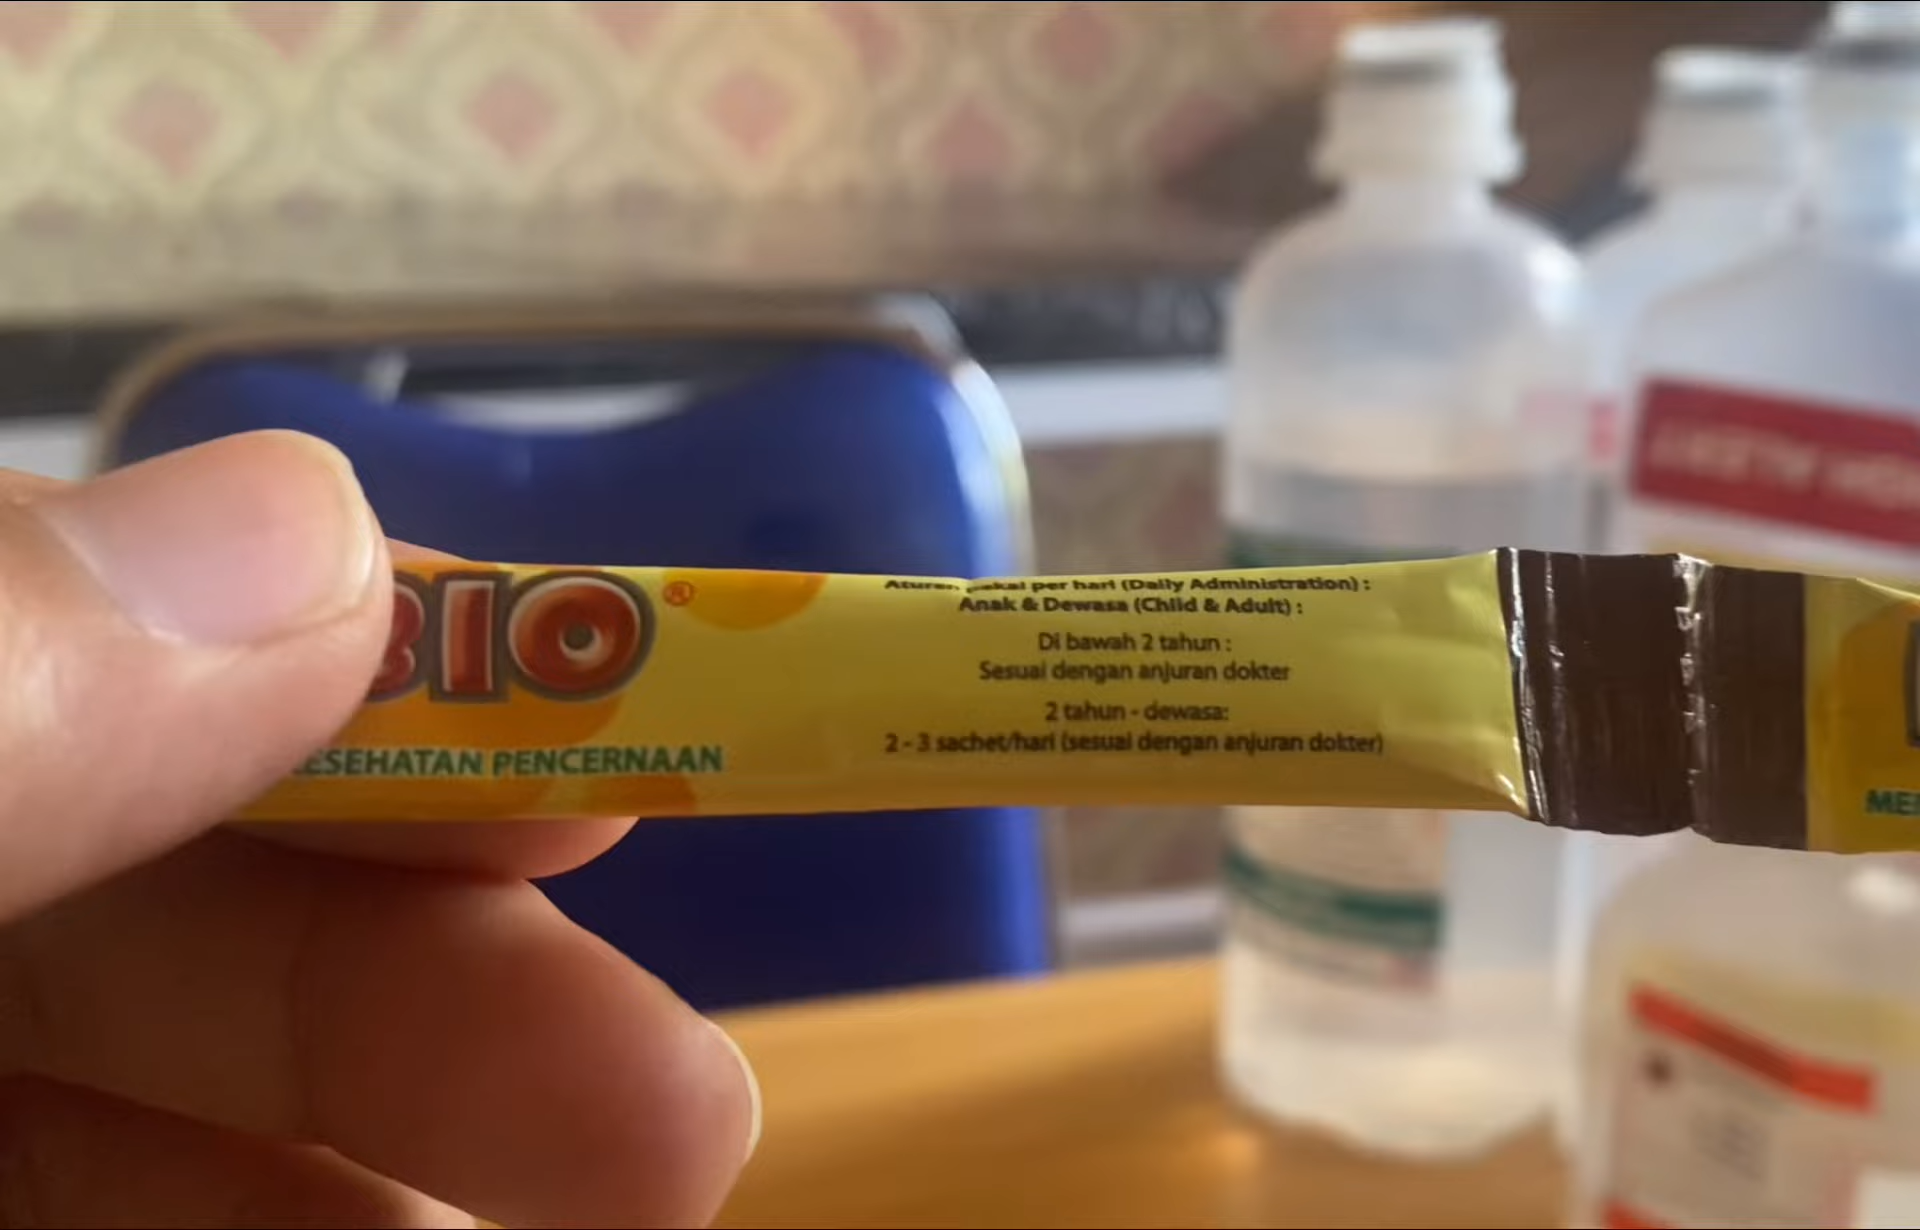 BIO®
KESEHATAN PENCERNAAN
Aturan pakai per hari (Daily Administration) :
Anak & Dewasa (Child & Adult) :
Di bawah 2 tahun :
Sesuai dengan anjuran dokter
2 tahun - dewasa:
2 - 3 sachet/hari (sesuai dengan anjuran dokter)
ME